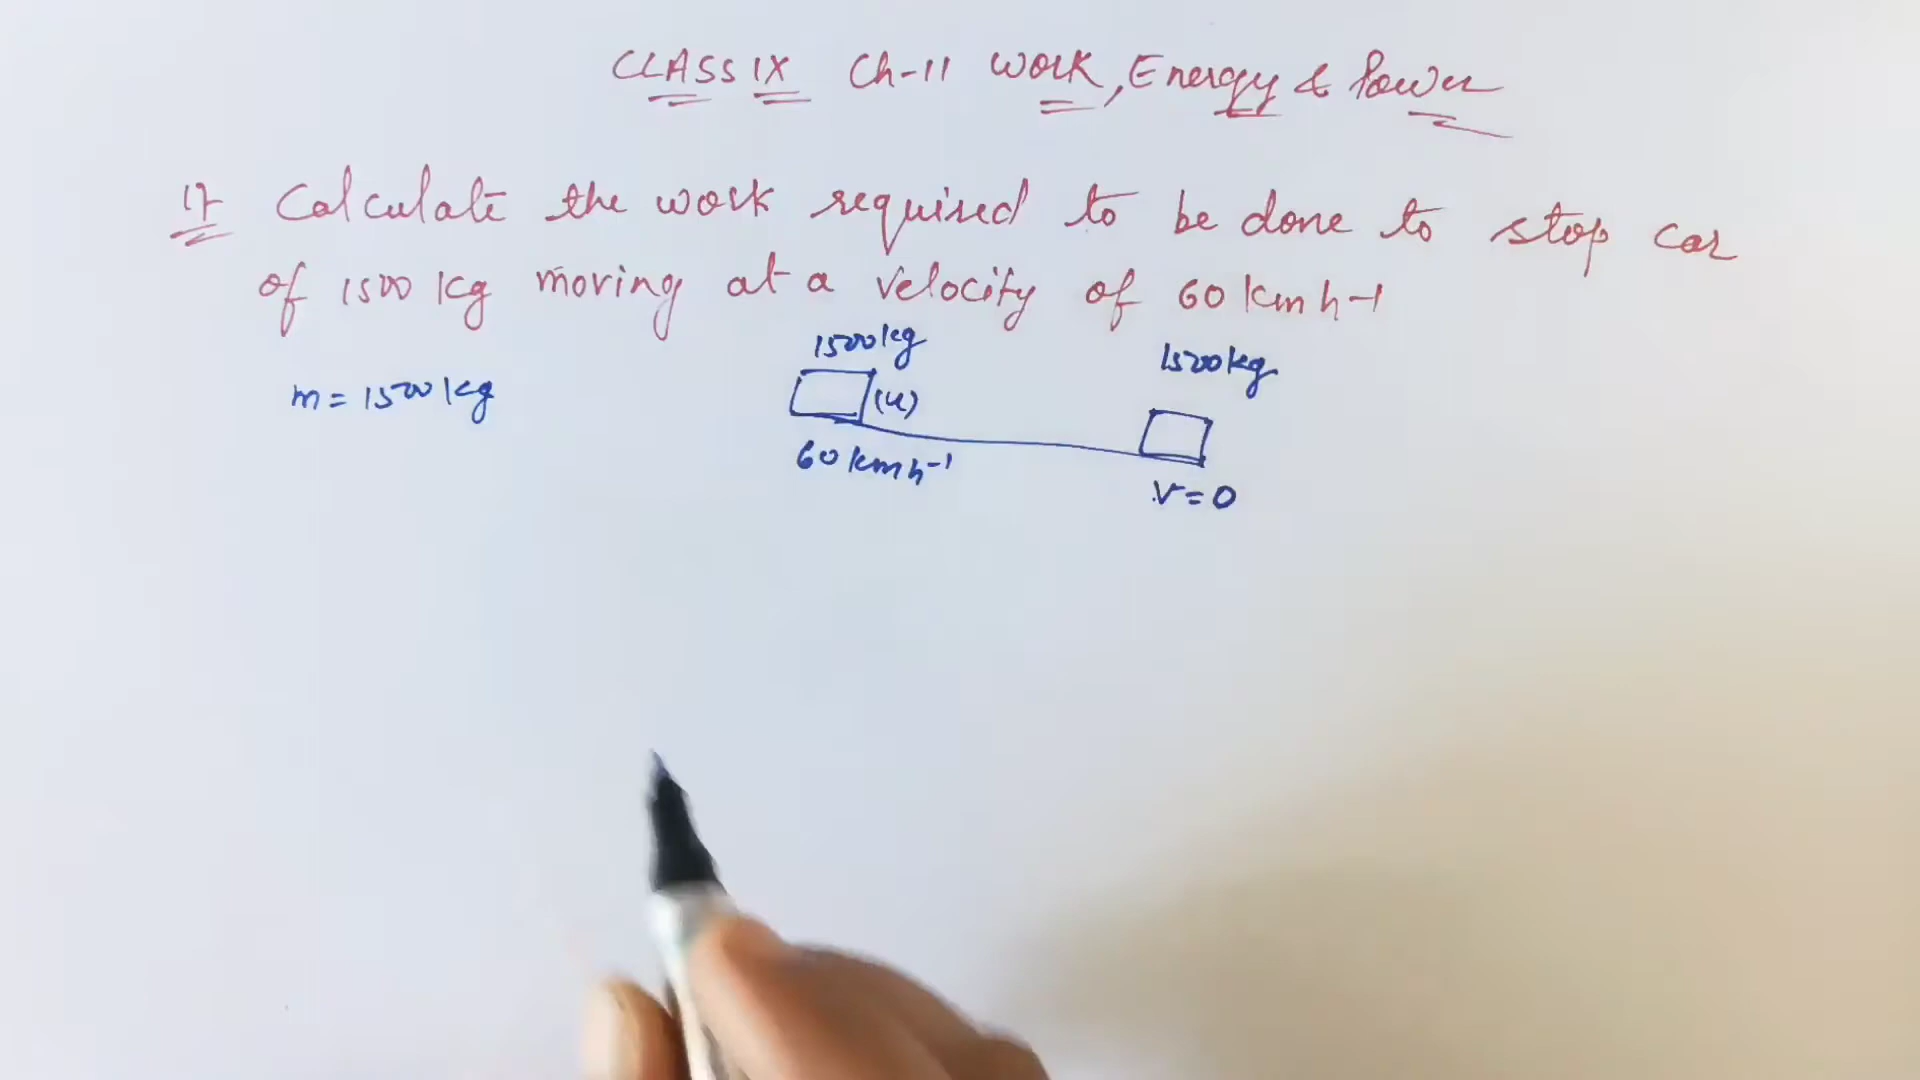 CLASS IX Ch-11 Work, Energy & Power
17 Calculate the work required to be done to stop car
of 1500 kg moving at a velocity of 60 km h-1
m = 1500 kg
1500 kg
(u)
60 km h-1
1500 kg
v = 0